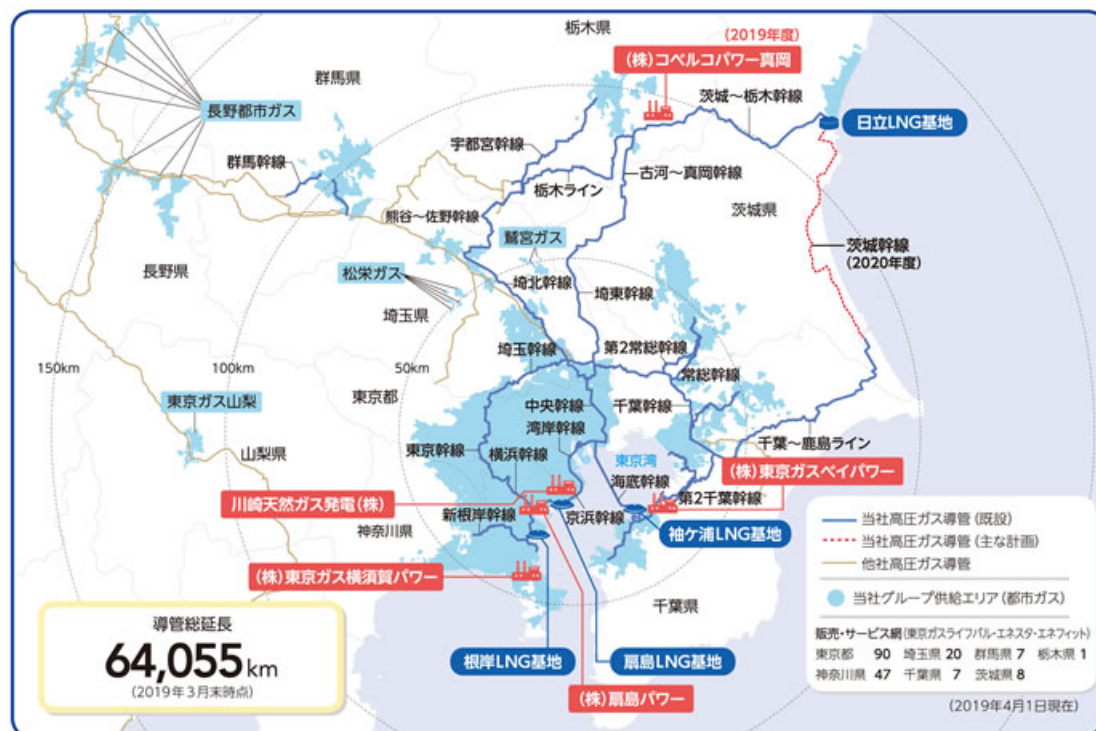 栃木県
(2019年度)
(株)コベルコパワー真岡
群馬県
茨城～栃木幹線
日立LNG基地
長野都市ガス
宇都宮幹線
群馬幹線
古河～真岡幹線
栃木ライン
茨城県
熊谷～佐野幹線
鷲宮ガス
茨城幹線
(2020年度)
長野県
松栄ガス
埼北幹線
埼東幹線
埼玉県
埼玉幹線
第2常総幹線
150km
100km
50km
常総幹線
東京都
東京ガス山梨
中央幹線
千葉幹線
湾岸幹線
千葉～鹿島ライン
山梨県
東京幹線
横浜幹線
東京湾
海底幹線
(株)東京ガスベイパワー
川崎天然ガス発電(株)
第2千葉幹線
新根岸幹線
京浜幹線
神奈川県
袖ケ浦LNG基地
(株)東京ガス横須賀パワー
千葉県
根岸LNG基地
扇島LNG基地
(株)扇島パワー
導管総延長
64,055km
(2019年3月末時点)
当社高圧ガス導管(既設)
当社高圧ガス導管(主な計画)
他社高圧ガス導管
当社グループ供給エリア(都市ガス)
販売・サービス網(東京ガスライフバル・エネスタ・エネフィット)
東京都 90 埼玉県 20 群馬県 7 栃木県 1
神奈川県 47 千葉県 7 茨城県 8
(2019年4月1日現在)